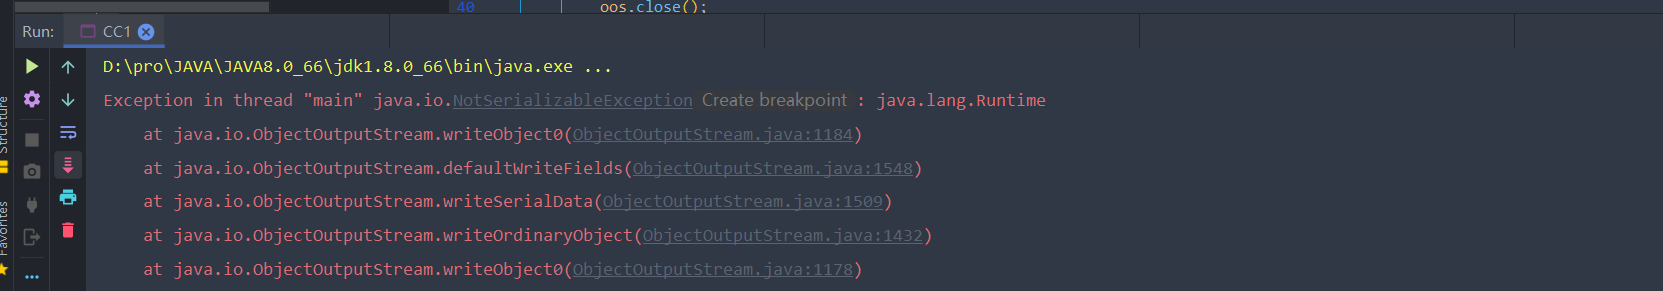 40 oos.close();
Run: CC1
D:\pro\JAVA\JAVA8.0_66\jdk1.8.0_66\bin\java.exe ...
Exception in thread "main" java.io.NotSerializableException Create breakpoint : java.lang.Runtime
at java.io.ObjectOutputStream.writeObject0(ObjectOutputStream.java:1184)
at java.io.ObjectOutputStream.defaultWriteFields(ObjectOutputStream.java:1548)
at java.io.ObjectOutputStream.writeSerialData(ObjectOutputStream.java:1509)
at java.io.ObjectOutputStream.writeOrdinaryObject(ObjectOutputStream.java:1432)
at java.io.ObjectOutputStream.writeObject0(ObjectOutputStream.java:1178)
Structure
Favorites